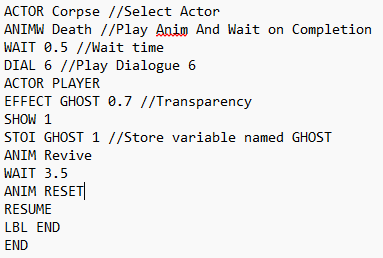 ACTOR Corpse //Select Actor
ANIMW Death //Play Anim And Wait on Completion
WAIT 0.5 //Wait time
DIAL 6 //Play Dialogue 6
ACTOR PLAYER
EFFECT GHOST 0.7 //Transparency
SHOW 1
STOI GHOST 1 //Store variable named GHOST
ANIM Revive
WAIT 3.5
ANIM RESET
RESUME
LBL END
END